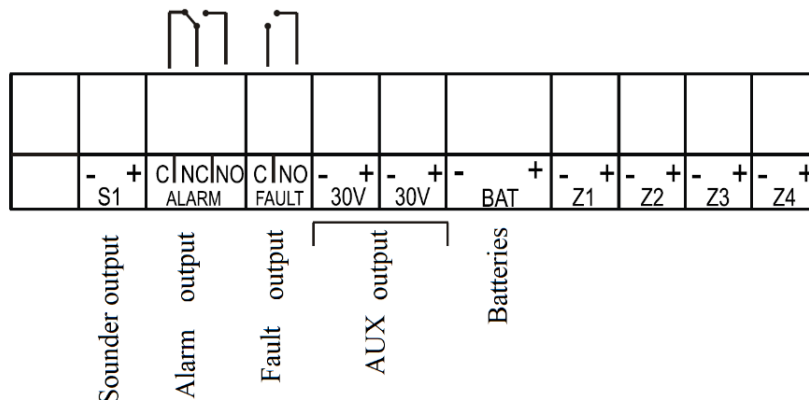 - + C NC NO C NO - + - + - + - + - + - + - +
S1 ALARM FAULT 30V 30V BAT Z1 Z2 Z3 Z4
Sounder output
Alarm output
Fault output
AUX output
Batteries